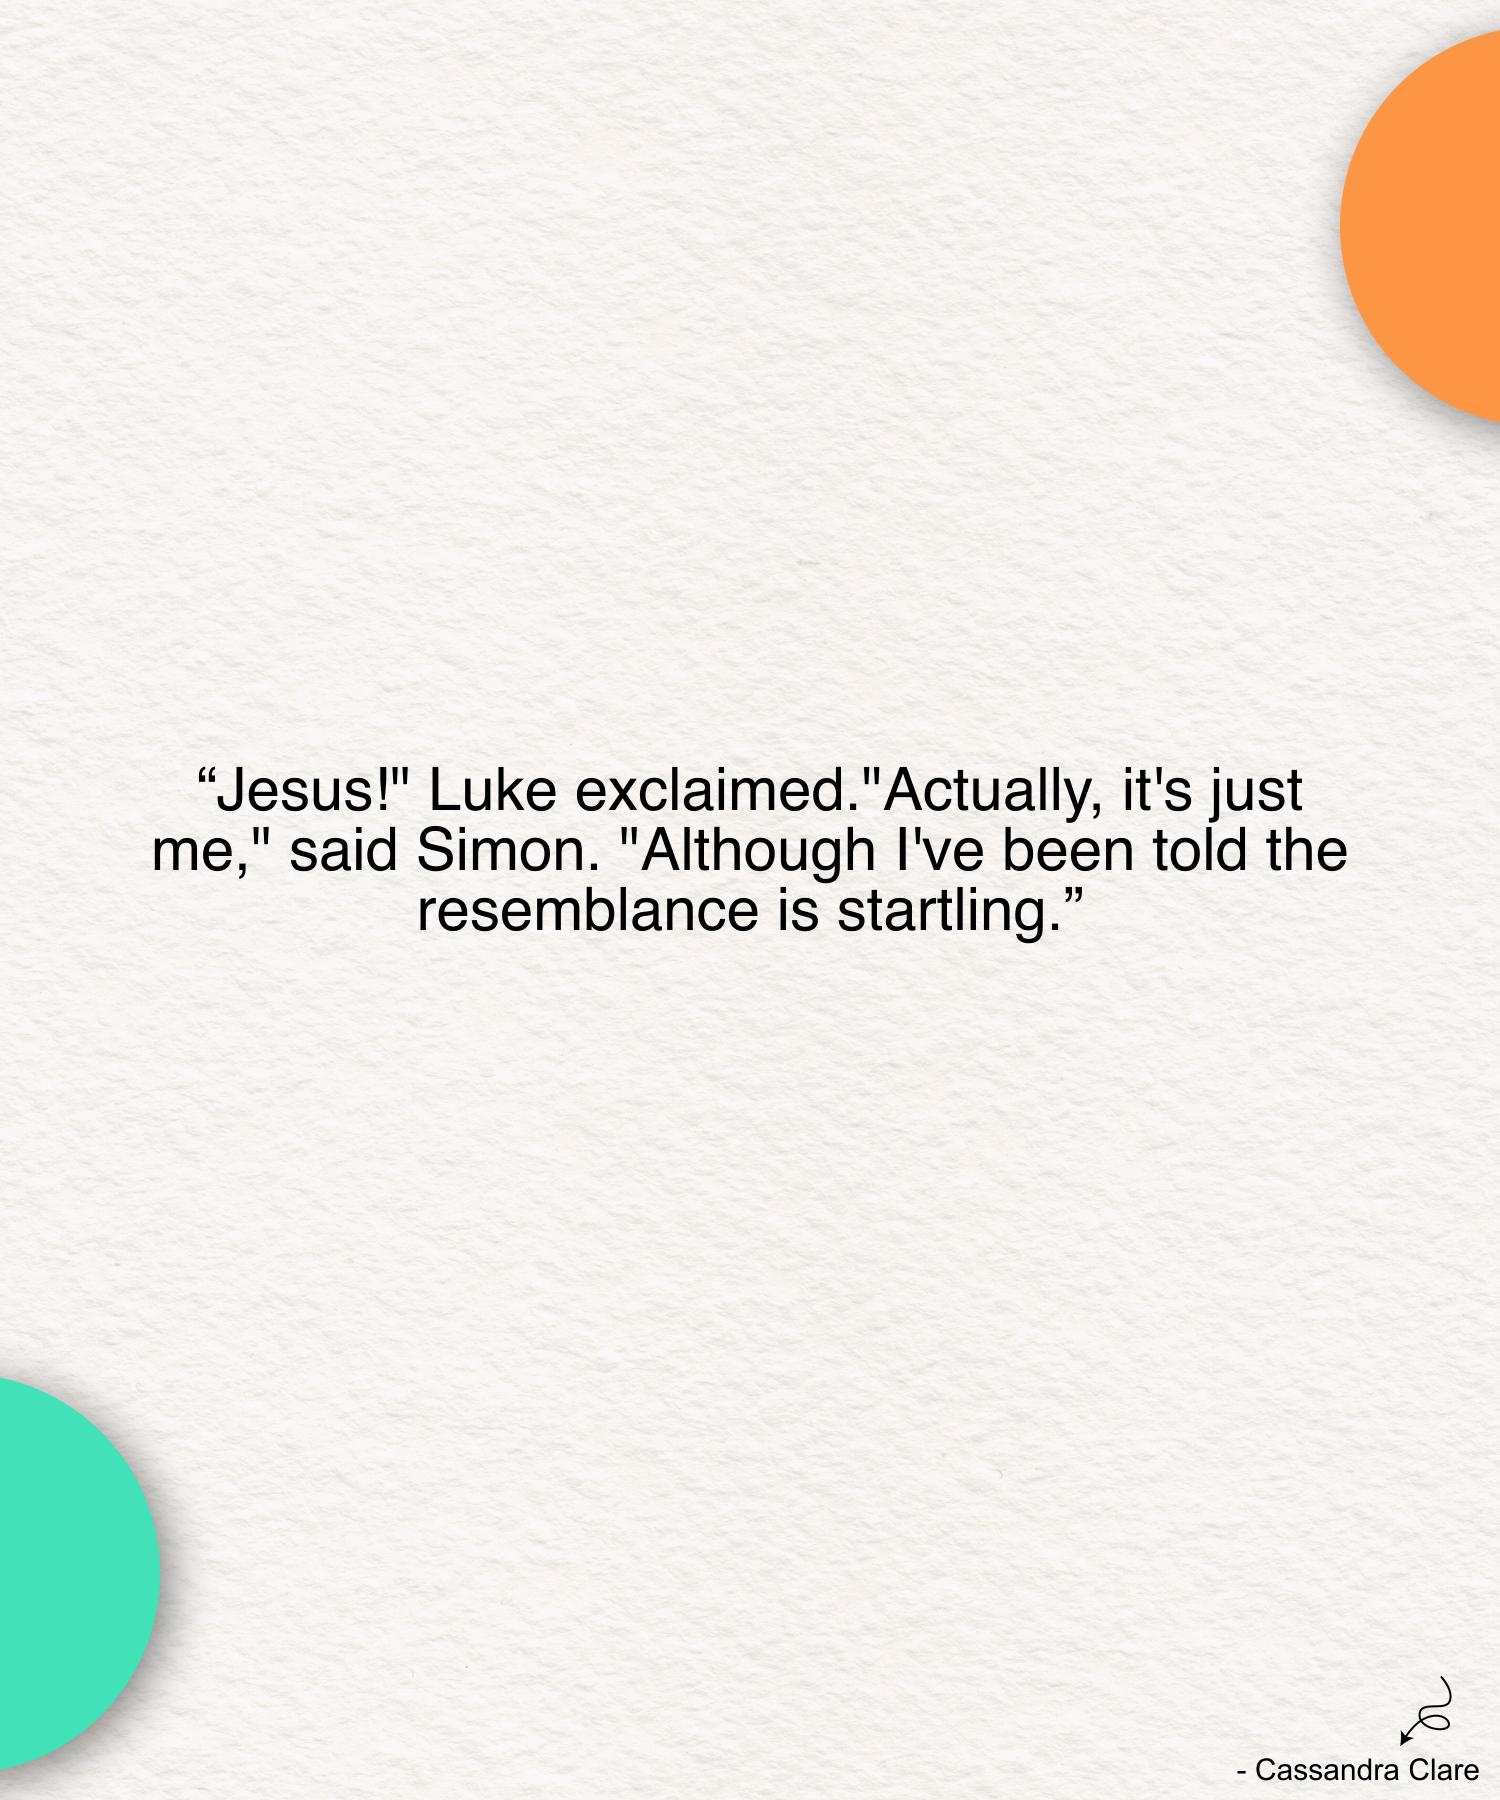 “Jesus!" Luke exclaimed."Actually, it's just
me," said Simon. "Although I've been told the
resemblance is startling.”
- Cassandra Clare